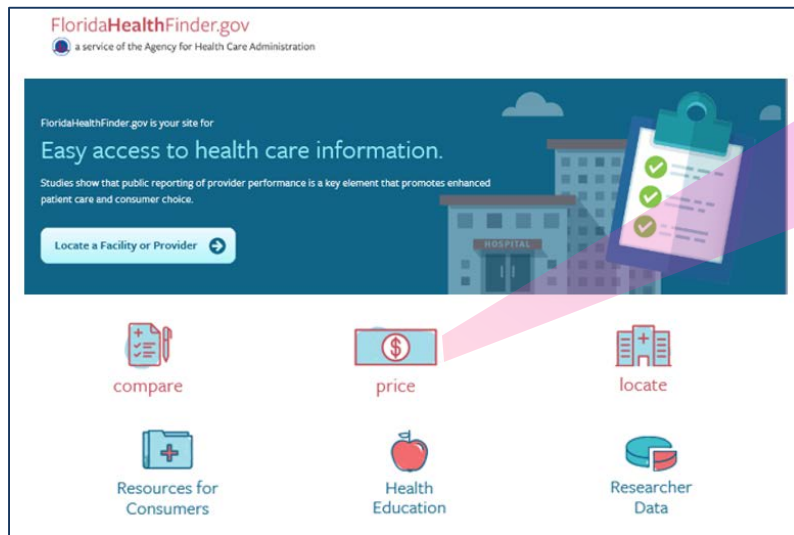 FloridaHealthFinder.gov
a service of the Agency for Health Care Administration
FloridaHealthFinder.gov is your site for
Easy access to health care information.
Studies show that public reporting of provider performance is a key element that promotes enhanced
patient care and consumer choice.
Locate a Facility or Provider
HOSPITAL
compare
price
locate
Resources for
Consumers
Health
Education
Researcher
Data